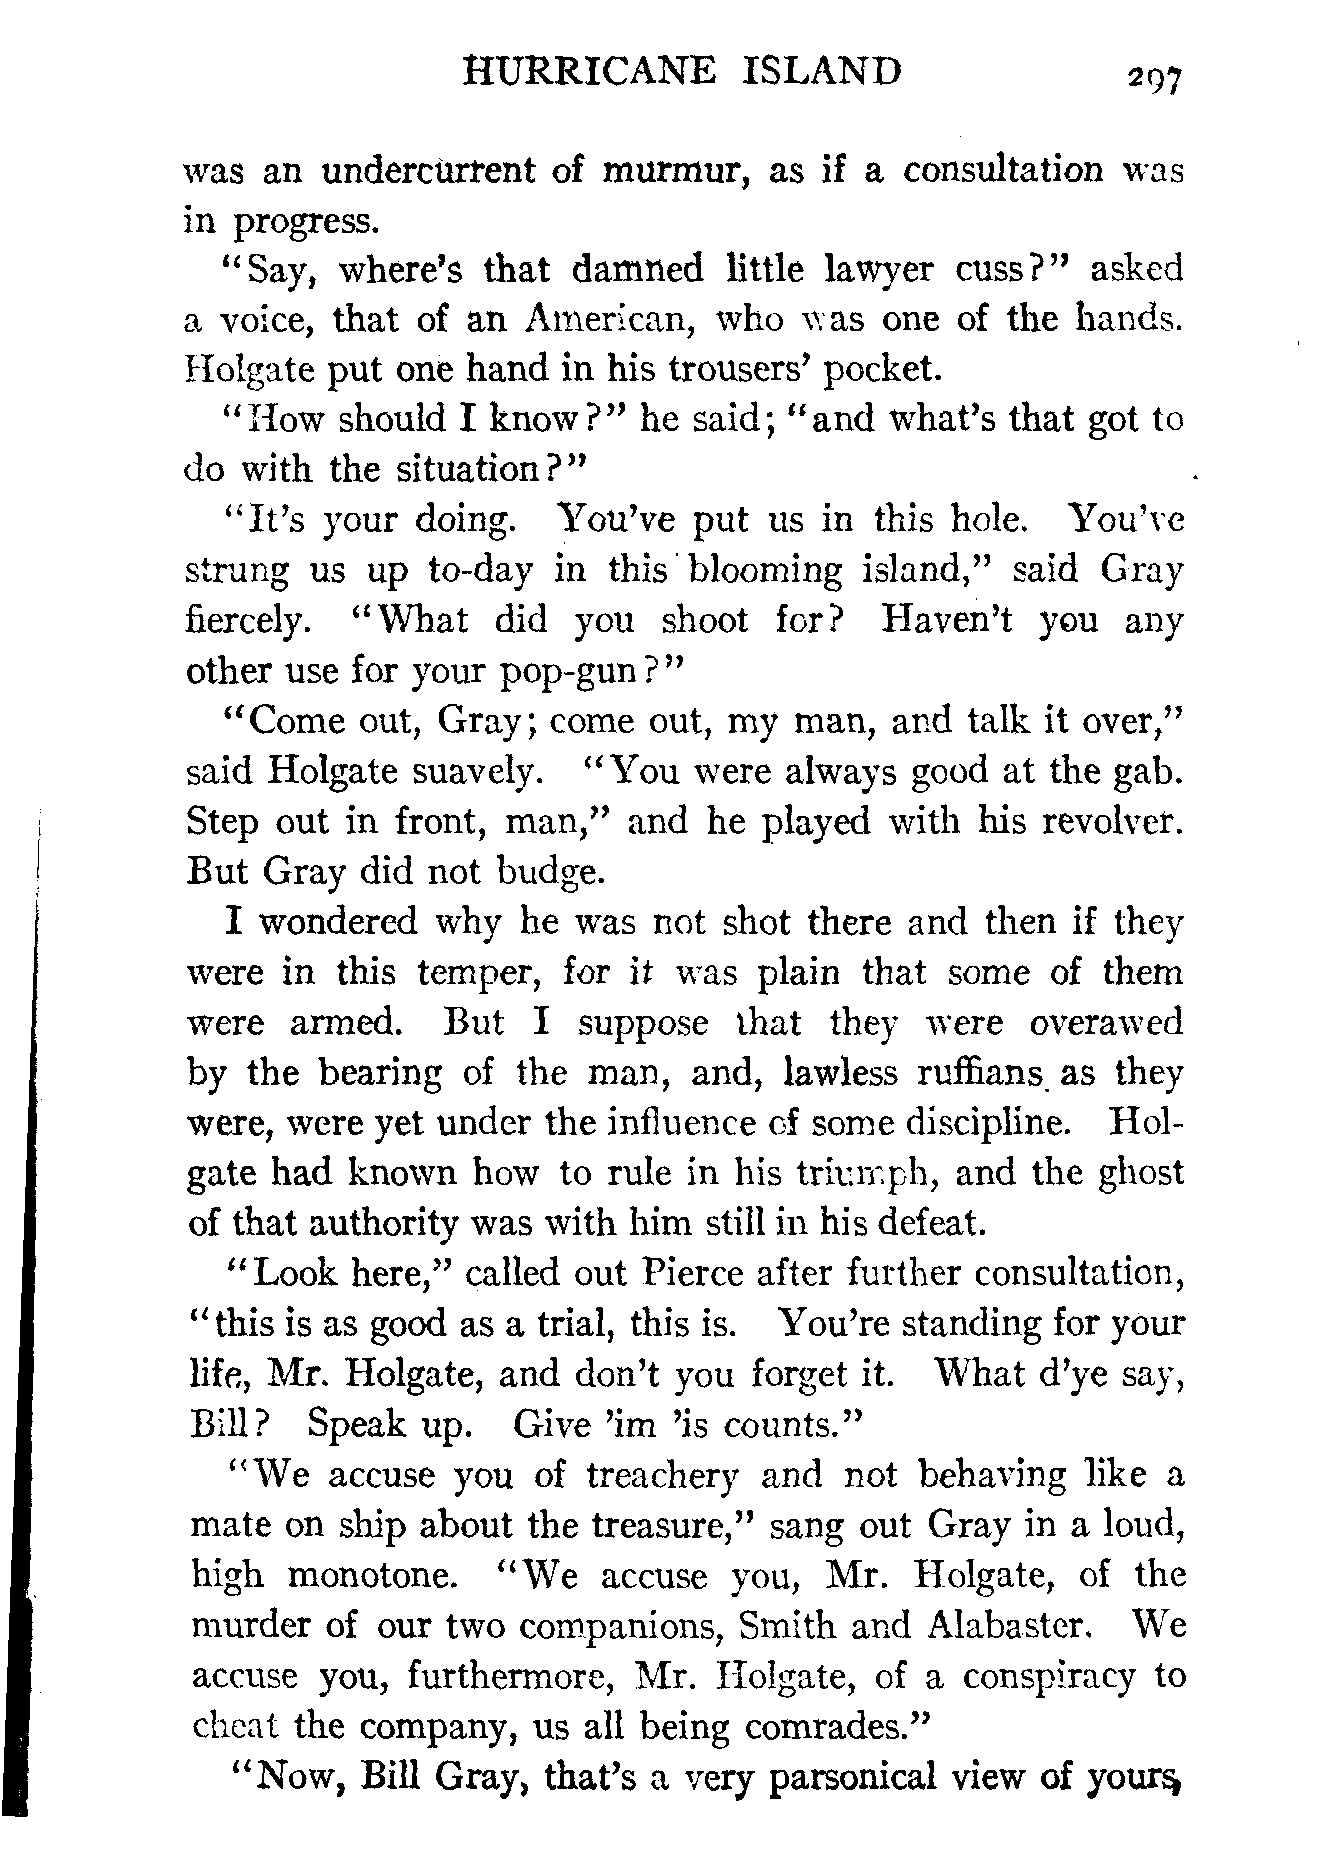 HURRICANE ISLAND 297
was an undercurrent of murmur, as if a consultation was
in progress.
"Say, where's that damned little lawyer cuss?" asked
a voice, that of an American, who was one of the hands.
Holgate put one hand in his trousers' pocket.
"How should I know?" he said; "and what's that got to
do with the situation?"
"It's your doing. You've put us in this hole. You've
strung us up to-day in this blooming island," said Gray
fiercely. "What did you shoot for? Haven't you any
other use for your pop-gun?"
"Come out, Gray; come out, my man, and talk it over,"
said Holgate suavely. "You were always good at the gab.
Step out in front, man," and he played with his revolver.
But Gray did not budge.
I wondered why he was not shot there and then if they
were in this temper, for it was plain that some of them
were armed. But I suppose that they were overawed
by the bearing of the man, and, lawless ruffians as they
were, were yet under the influence of some discipline. Hol-
gate had known how to rule in his triumph, and the ghost
of that authority was with him still in his defeat.
"Look here," called out Pierce after further consultation,
"this is as good as a trial, this is. You're standing for your
life, Mr. Holgate, and don't you forget it. What d'ye say,
Bill? Speak up. Give 'im 'is counts."
"We accuse you of treachery and not behaving like a
mate on ship about the treasure," sang out Gray in a loud,
high monotone. "We accuse you, Mr. Holgate, of the
murder of our two companions, Smith and Alabaster. We
accuse you, furthermore, Mr. Holgate, of a conspiracy to
cheat the company, us all being comrades."
"Now, Bill Gray, that's a very parsonical view of yours,